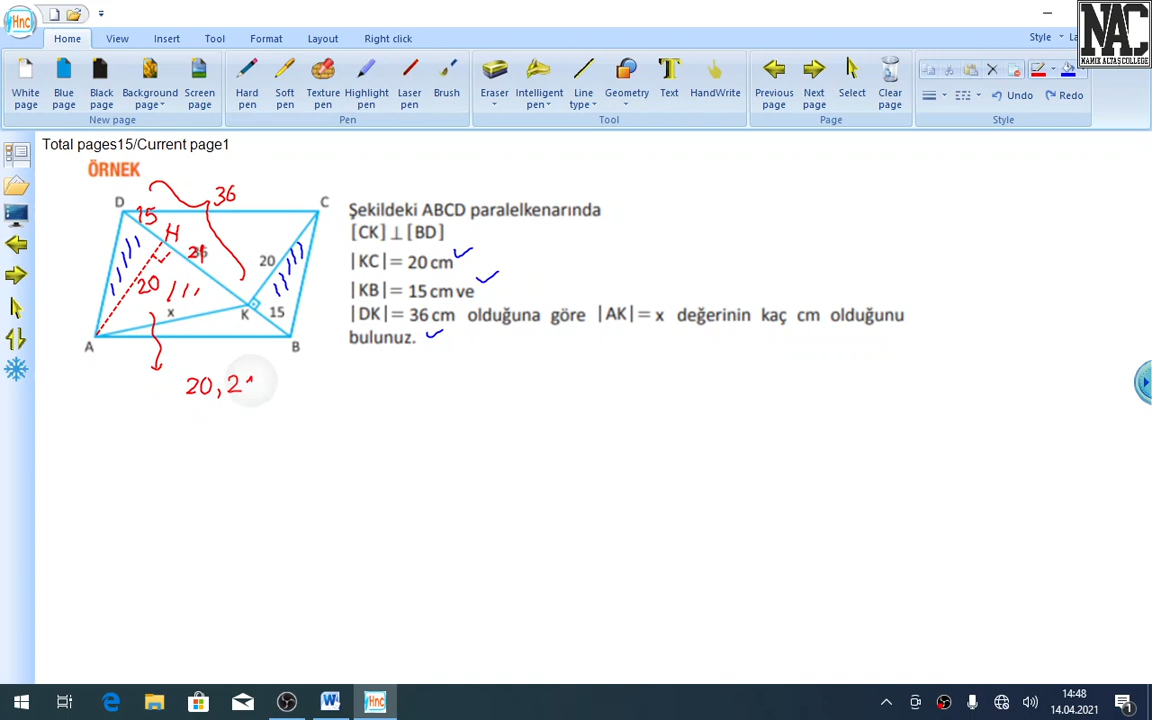 Home View Insert Tool Format Layout Right click Style
NAC
NAMIK ALTAS COLLEGE
White page Blue page Black page Background page Screen page Hard pen Soft pen Texture pen Highlight pen Laser pen Brush Eraser Intelligent pen Line type Geometry Text HandWrite Previous page Next page Select Clear page Undo Redo
New page Pen Tool Page Style
Total pages15/Current page1
ÖRNEK
36
D C
15
H
20
20
x K 15
A B
20, 2
Şekildeki ABCD paralelkenarında
[CK] ⊥ [BD]
|KC| = 20 cm
|KB| = 15 cm ve
|DK| = 36 cm olduğuna göre |AK| = x değerinin kaç cm olduğunu
bulunuz.
14:48
14.04.2021